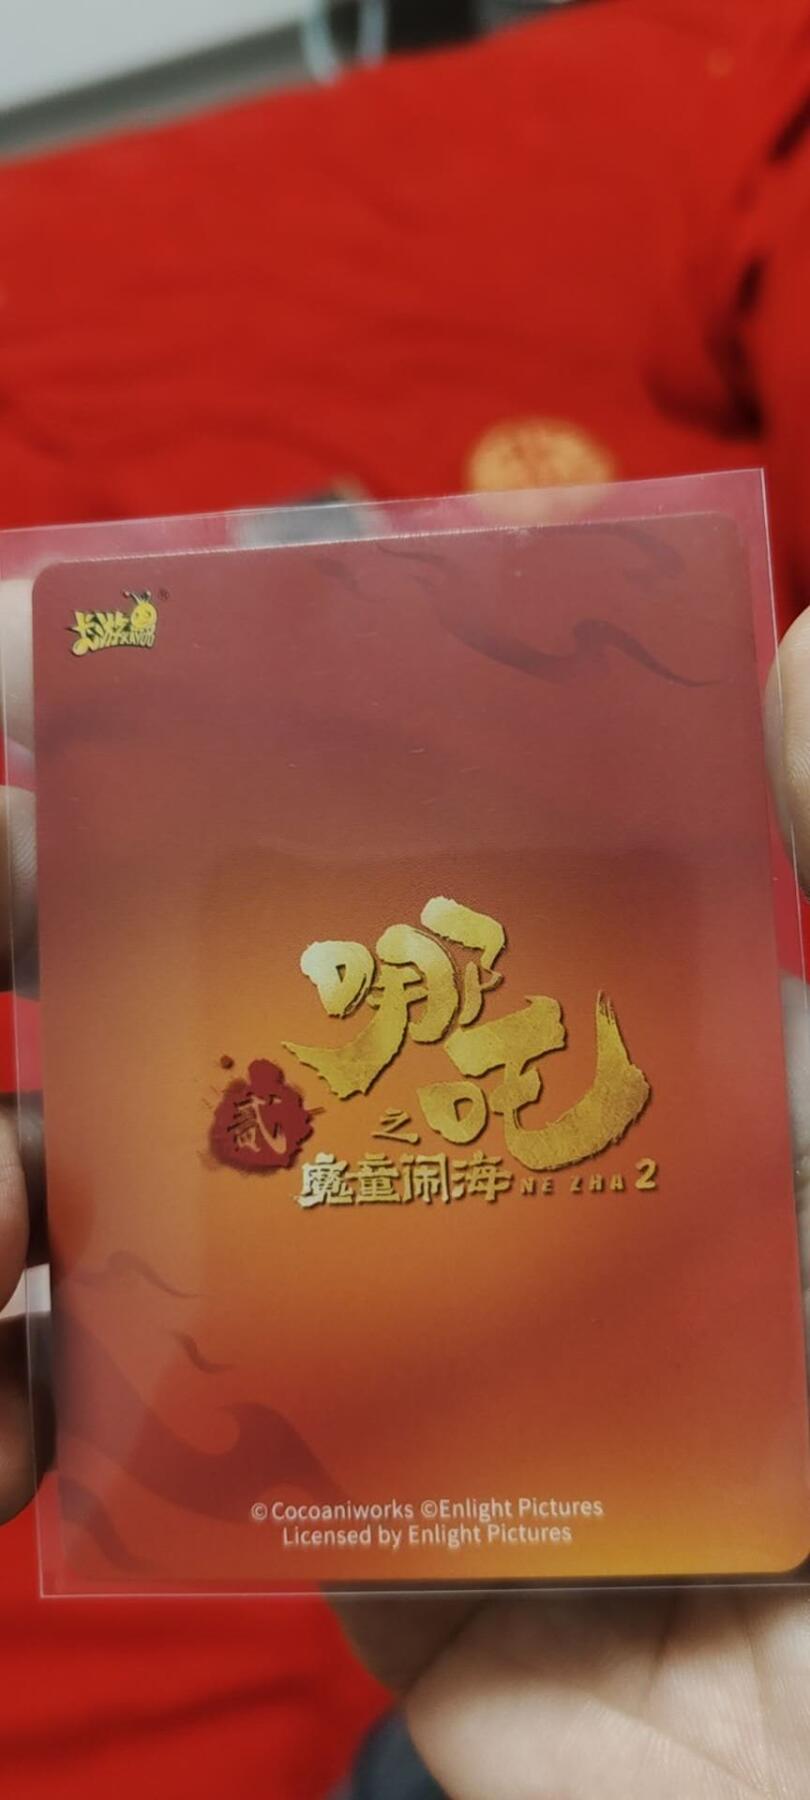 卡游 ®
KAYOU
哪吒
之
贰
魔童闹海 NE ZHA 2
© Cocoaniworks ©Enlight Pictures
Licensed by Enlight Pictures